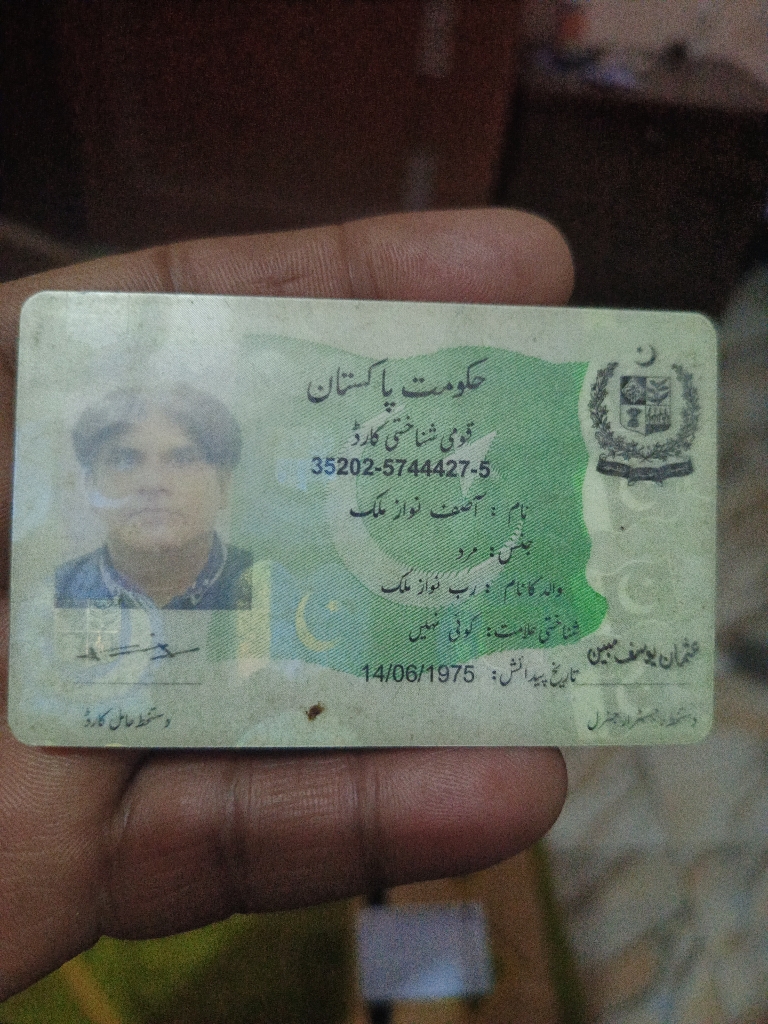 حکومت پاکستان
قومی شناختی کارڈ
35202-5744427-5
نام : آصف نواز ملک
جنس: مرد
والد کا نام : رب نواز ملک
شناختی علامت: کوئی نہیں
تاریخ پیدائش: 14/06/1975
عثمان یوسف مبین
دستخط رجسٹرار جنرل
دستخط حامل کارڈ